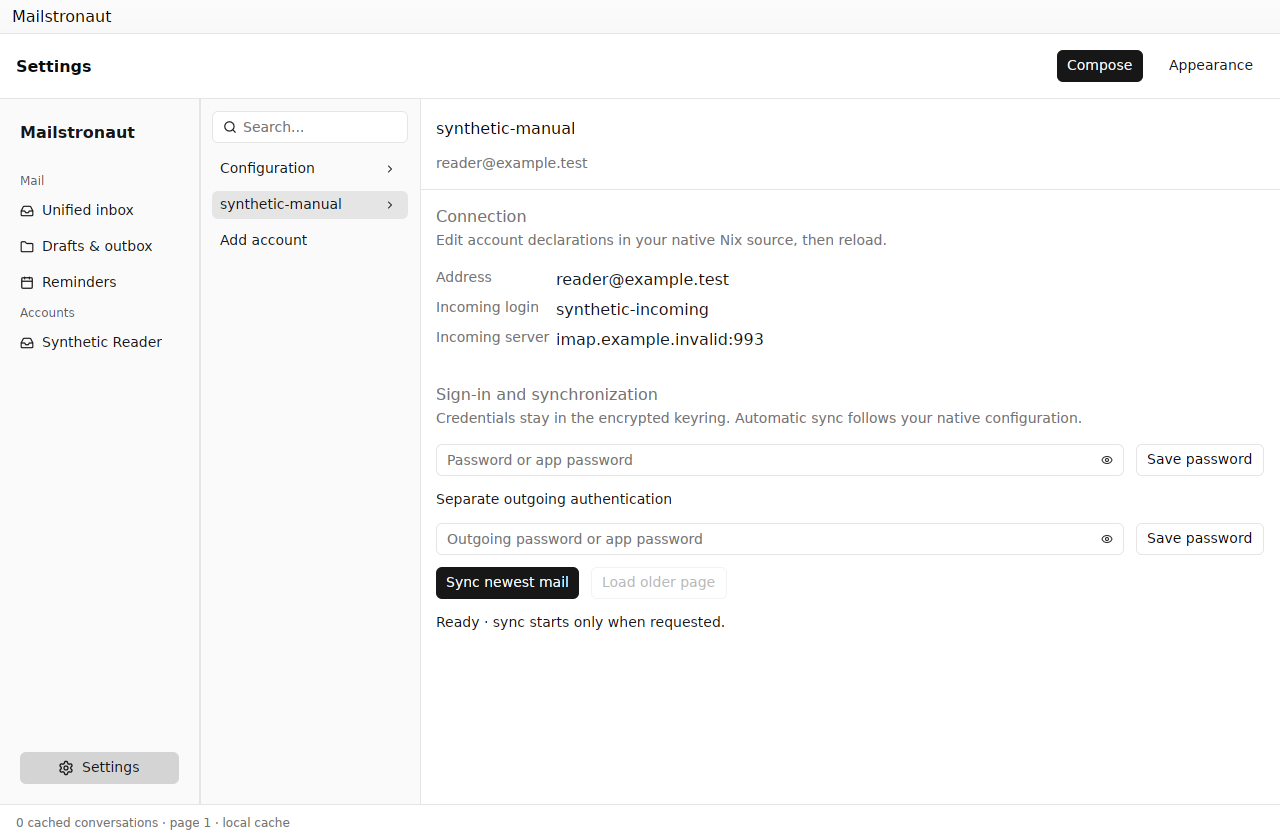 Mailstronaut
Settings
Compose
Appearance
Mailstronaut
Mail
Unified inbox
Drafts & outbox
Reminders
Accounts
Synthetic Reader
Settings
Search...
Configuration
synthetic-manual
Add account
synthetic-manual
reader@example.test
Connection
Edit account declarations in your native Nix source, then reload.
Address reader@example.test
Incoming login synthetic-incoming
Incoming server imap.example.invalid:993
Sign-in and synchronization
Credentials stay in the encrypted keyring. Automatic sync follows your native configuration.
Password or app password
Save password
Separate outgoing authentication
Outgoing password or app password
Save password
Sync newest mail
Load older page
Ready · sync starts only when requested.
0 cached conversations · page 1 · local cache